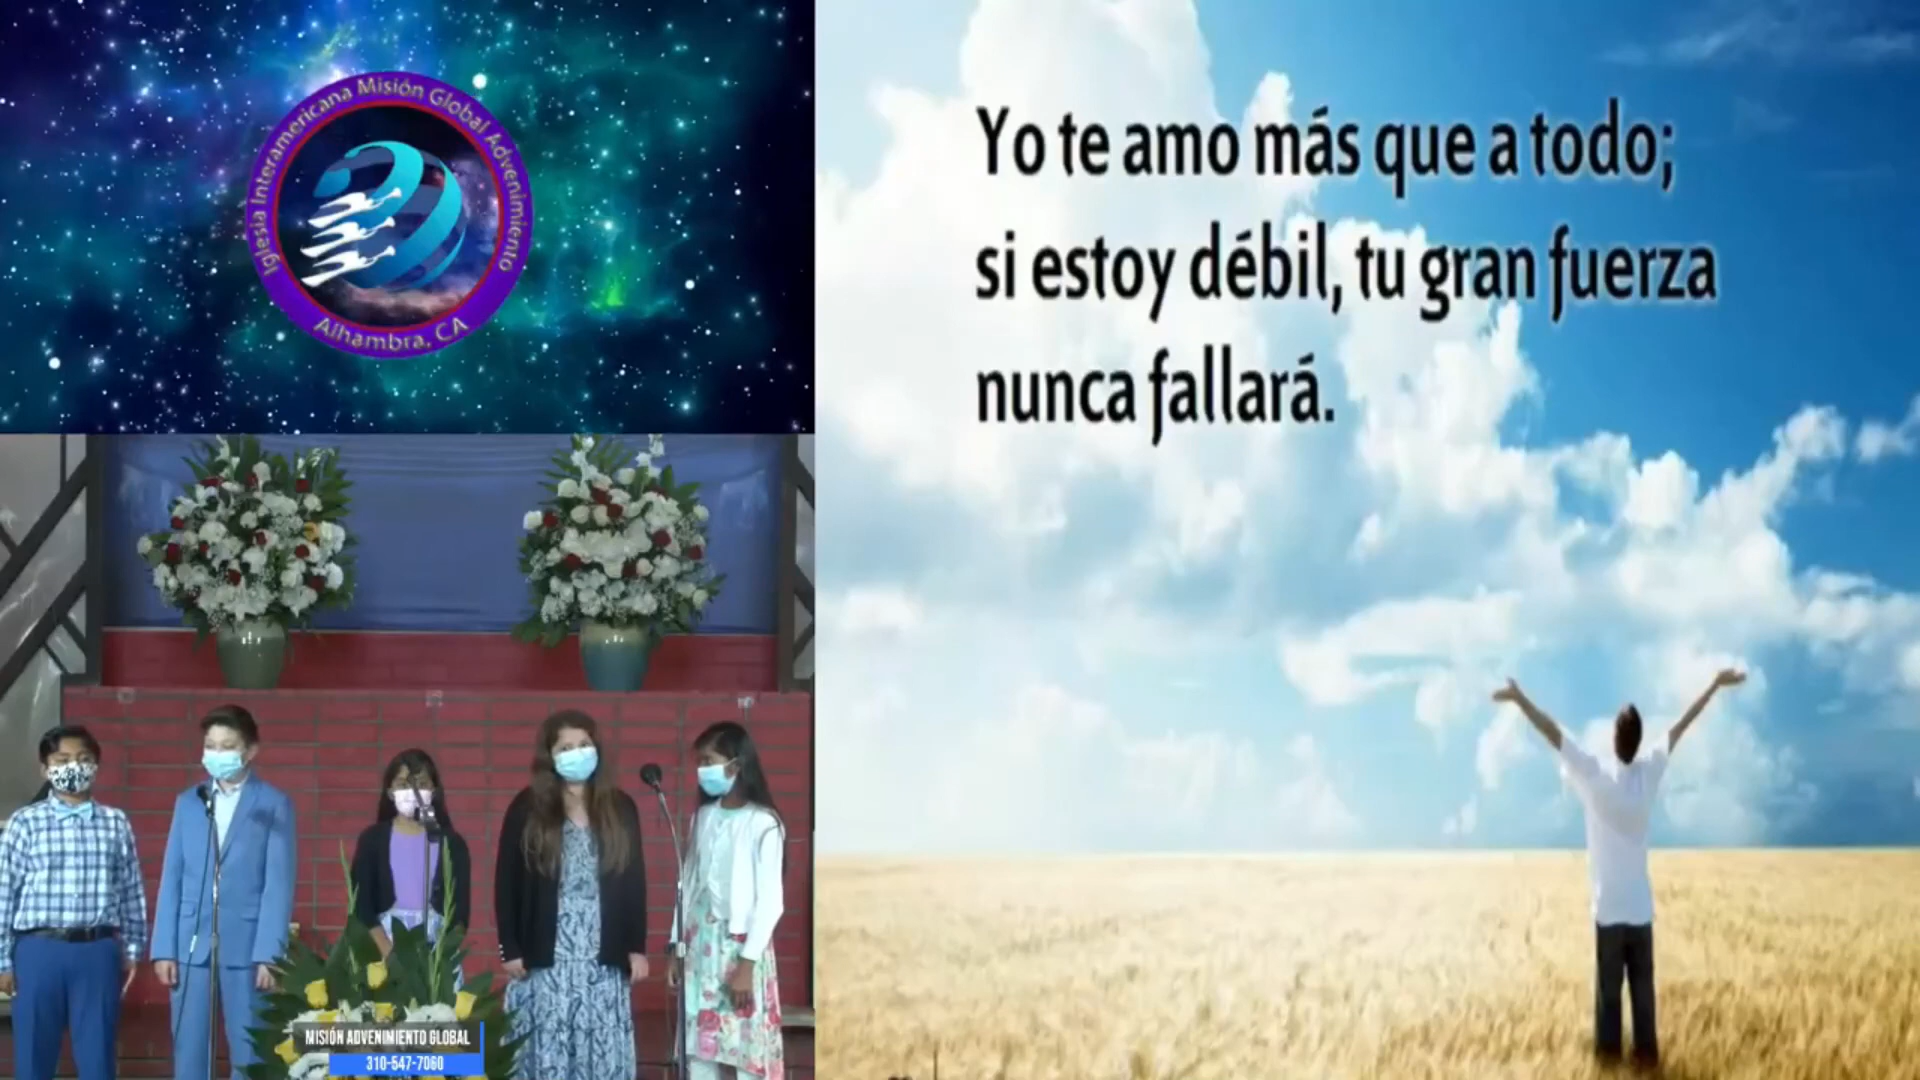 Iglesia Interamericana Misión Global Advenimiento
Alhambra, CA
Yo te amo más que a todo;
si estoy débil, tu gran fuerza
nunca fallará.
MISIÓN ADVENIMIENTO GLOBAL
310-547-7060